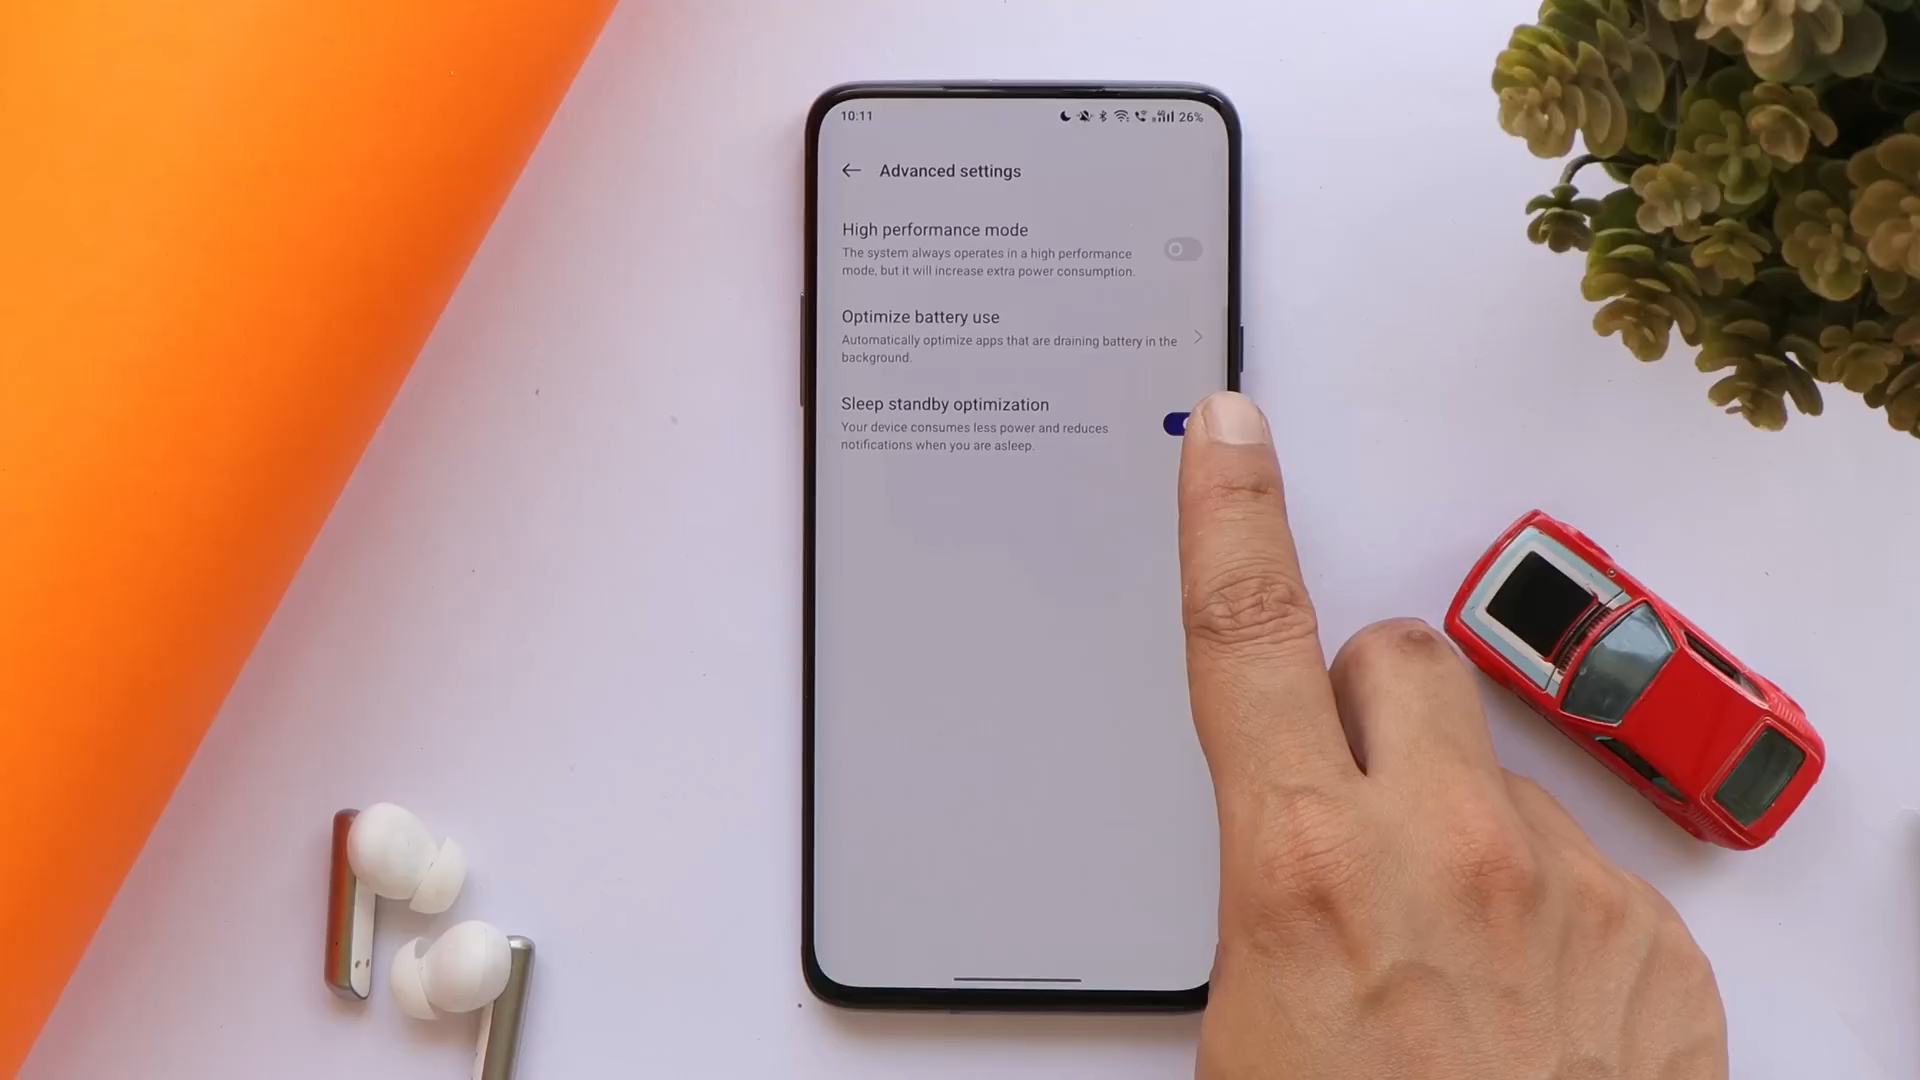 10:11
26%
Advanced settings
High performance mode
The system always operates in a high performance
mode, but it will increase extra power consumption.
Optimize battery use
Automatically optimize apps that are draining battery in the
background.
Sleep standby optimization
Your device consumes less power and reduces
notifications when you are asleep.